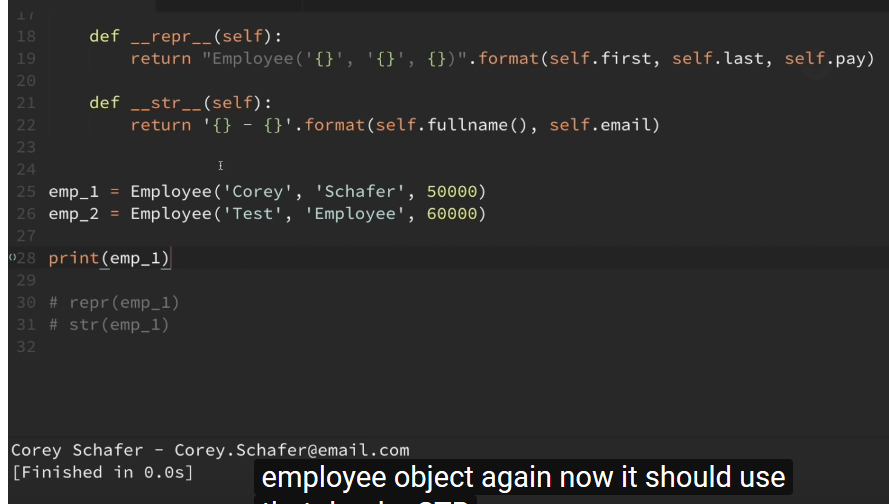 17
18 def __repr__(self):
19 return "Employee('{}', '{}', {})".format(self.first, self.last, self.pay)
20
21 def __str__(self):
22 return '{} - {}'.format(self.fullname(), self.email)
23
24
25 emp_1 = Employee('Corey', 'Schafer', 50000)
26 emp_2 = Employee('Test', 'Employee', 60000)
27
28 print(emp_1)
29
30 # repr(emp_1)
31 # str(emp_1)
32
Corey Schafer - Corey.Schafer@email.com
[Finished in 0.0s]
employee object again now it should use